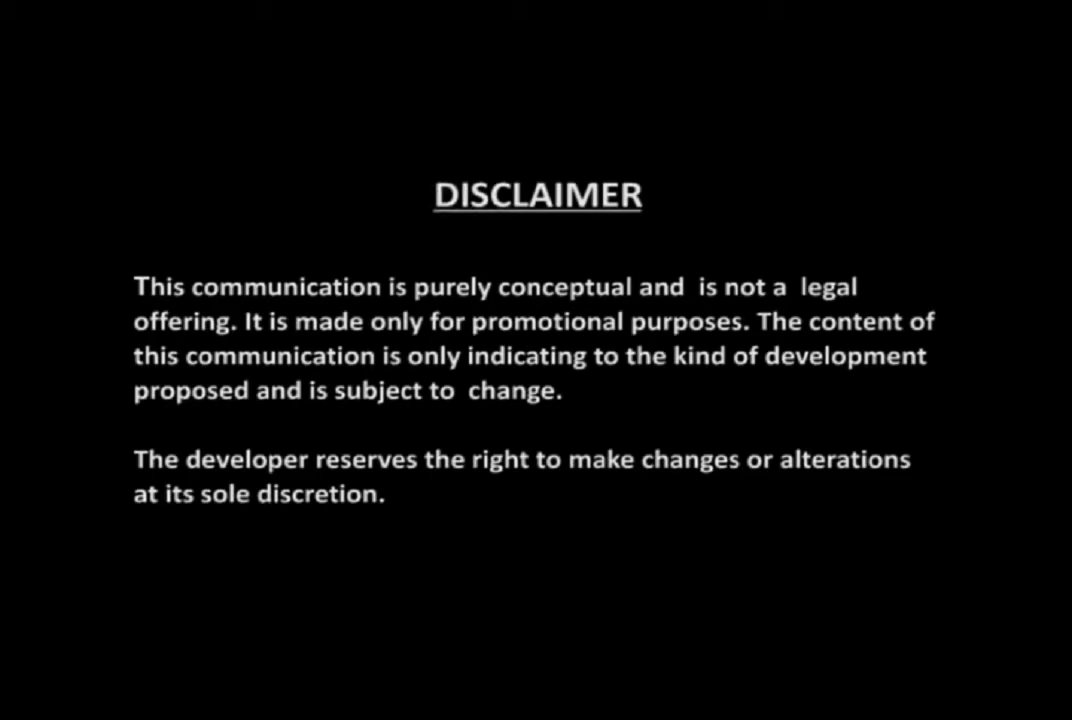 DISCLAIMER
This communication is purely conceptual and is not a legal
offering. It is made only for promotional purposes. The content of
this communication is only indicating to the kind of development
proposed and is subject to change.
The developer reserves the right to make changes or alterations
at its sole discretion.